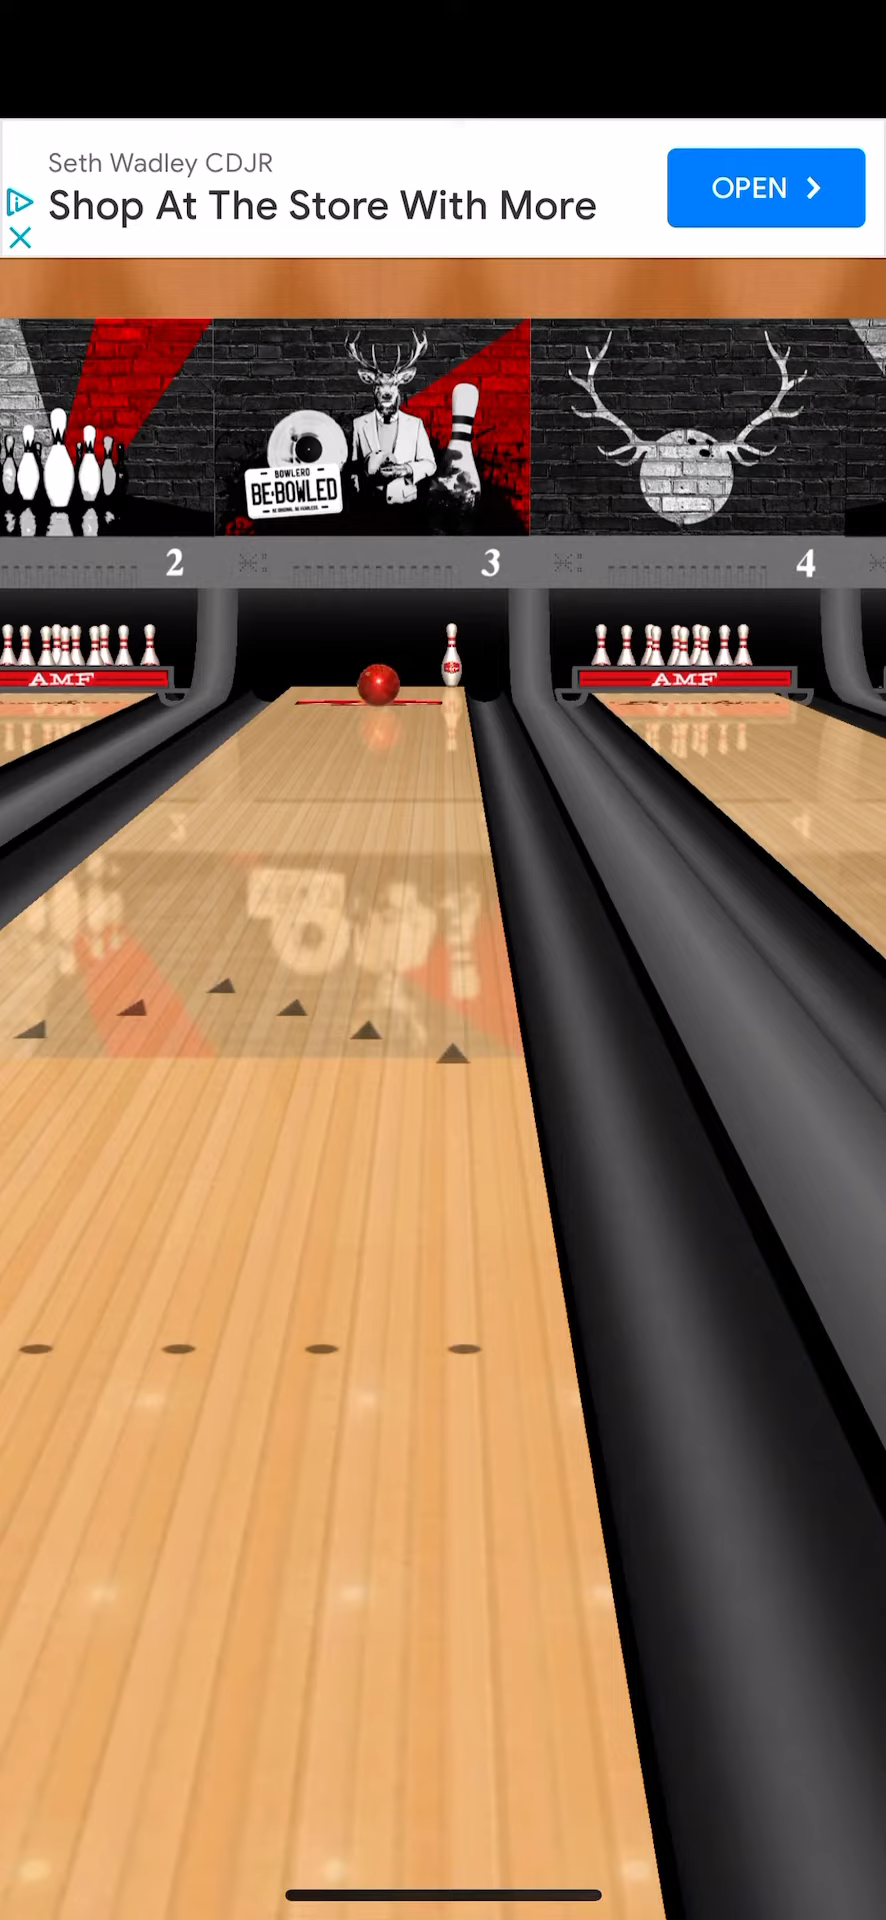 Seth Wadley CDJR
Shop At The Store With More
OPEN
BOWLERO
BE·BOWLED
2
3
4
AMF
AMF